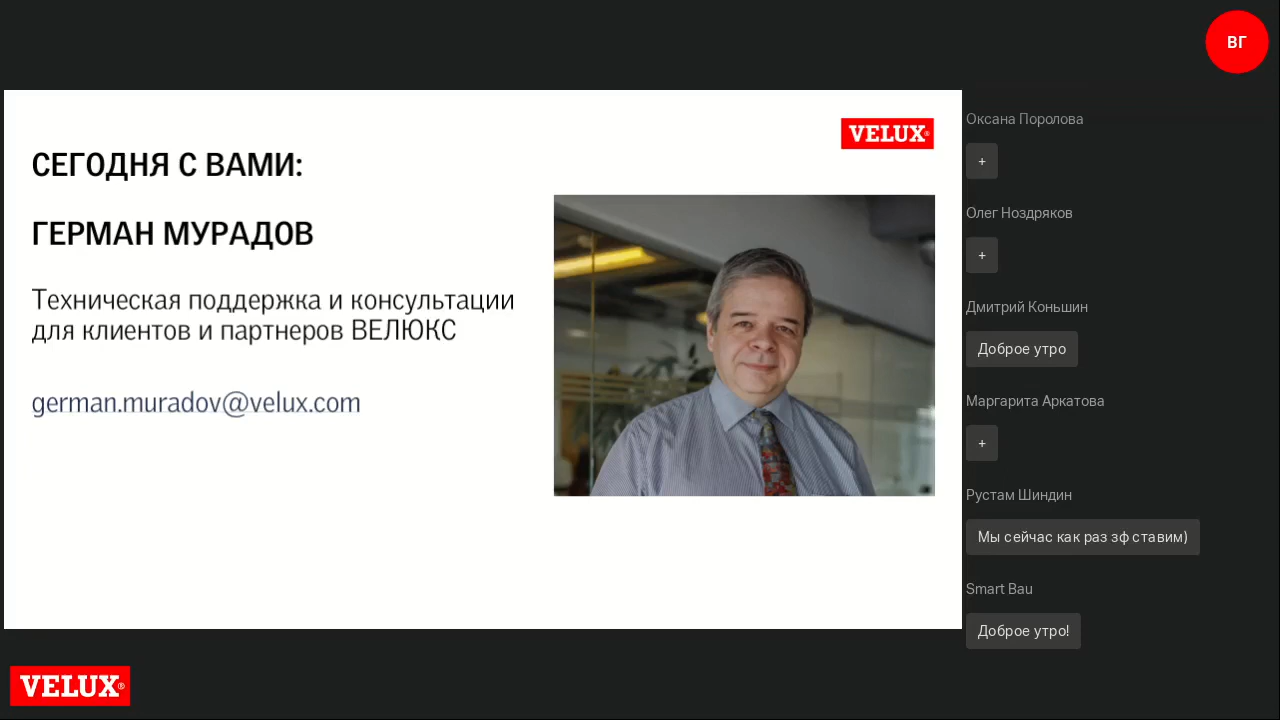 ВГ
VELUX®
СЕГОДНЯ С ВАМИ:
ГЕРМАН МУРАДОВ
Техническая поддержка и консультации
для клиентов и партнеров ВЕЛЮКС
german.muradov@velux.com
Оксана Поролова
+
Олег Ноздряков
+
Дмитрий Коньшин
Доброе утро
Маргарита Аркатова
+
Рустам Шиндин
Мы сейчас как раз зф ставим)
Smart Bau
Доброе утро!
VELUX®